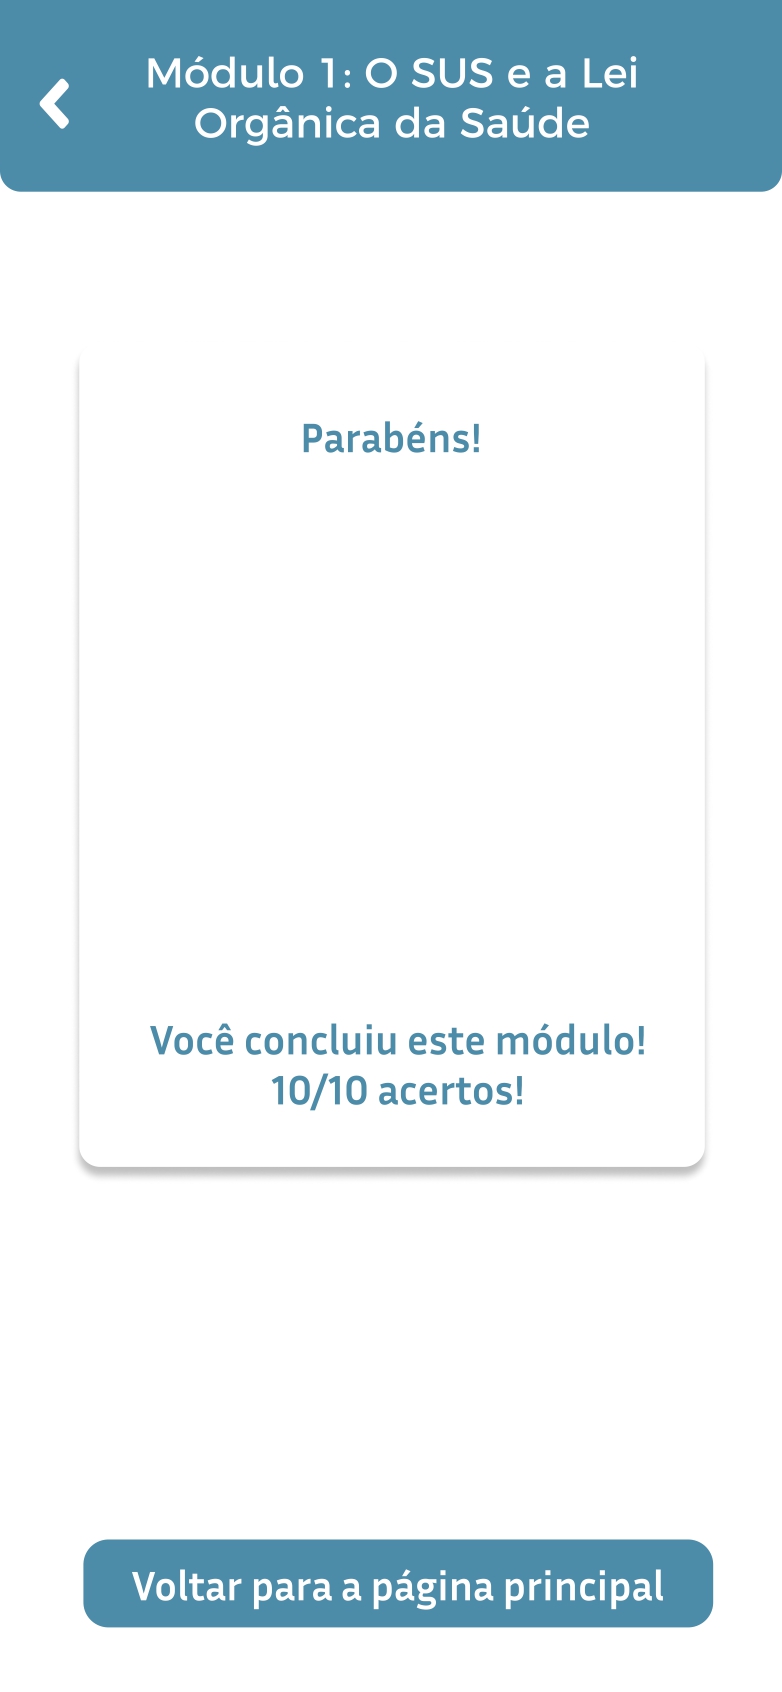 Módulo 1: O SUS e a Lei
Orgânica da Saúde
Parabéns!
Você concluiu este módulo!
10/10 acertos!
Voltar para a página principal